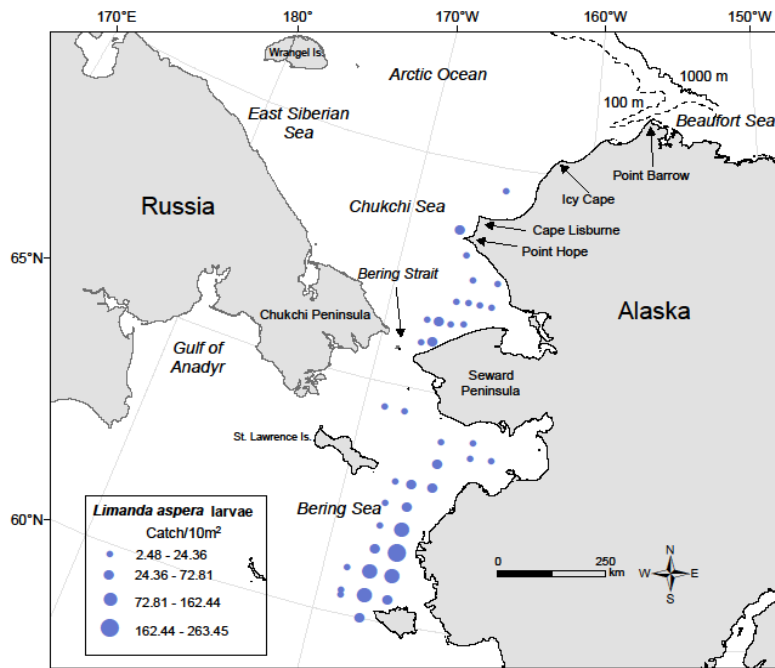 170°E
180°
170°W
160°W
150°W
Wrangel Is.
Arctic Ocean
1000 m
100 m
Beaufort Sea
East Siberian
Sea
Point Barrow
Icy Cape
Russia
Chukchi Sea
Cape Lisburne
Point Hope
65°N
Bering Strait
Chukchi Peninsula
Alaska
Gulf of
Anadyr
Seward
Peninsula
St. Lawrence Is.
Bering Sea
60°N
Limanda aspera larvae
Catch/10m²
2.48 - 24.36
24.36 - 72.81
72.81 - 162.44
162.44 - 263.45
0
250
km
N
W
E
S